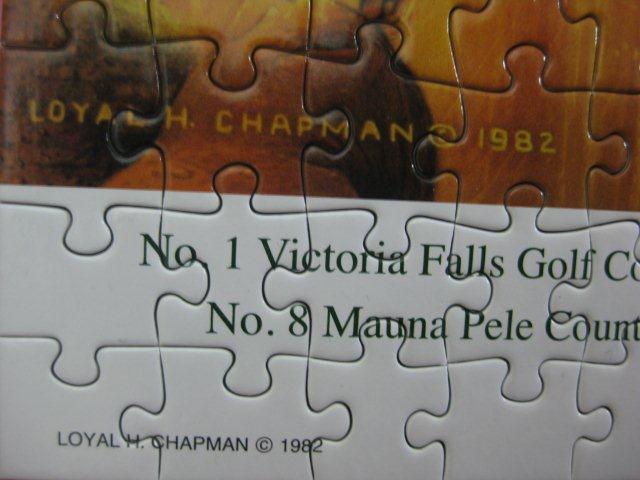 LOYAL H. CHAPMAN © 1982
No. 1 Victoria Falls Golf
No. 8 Mauna Pele
LOYAL H. CHAPMAN © 1982